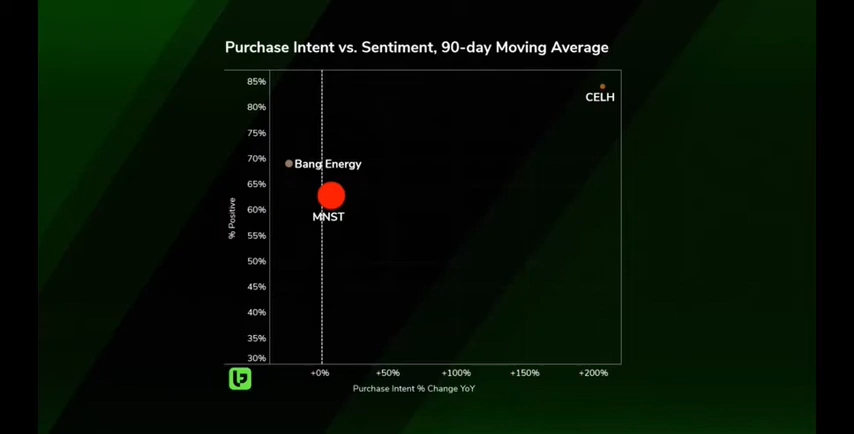 Purchase Intent vs. Sentiment, 90-day Moving Average
85%
CELH
80%
75%
70%
Bang Energy
65%
60%
MNST
% Positive
55%
50%
45%
40%
35%
30%
+0% +50% +100% +150% +200%
Purchase Intent % Change YoY